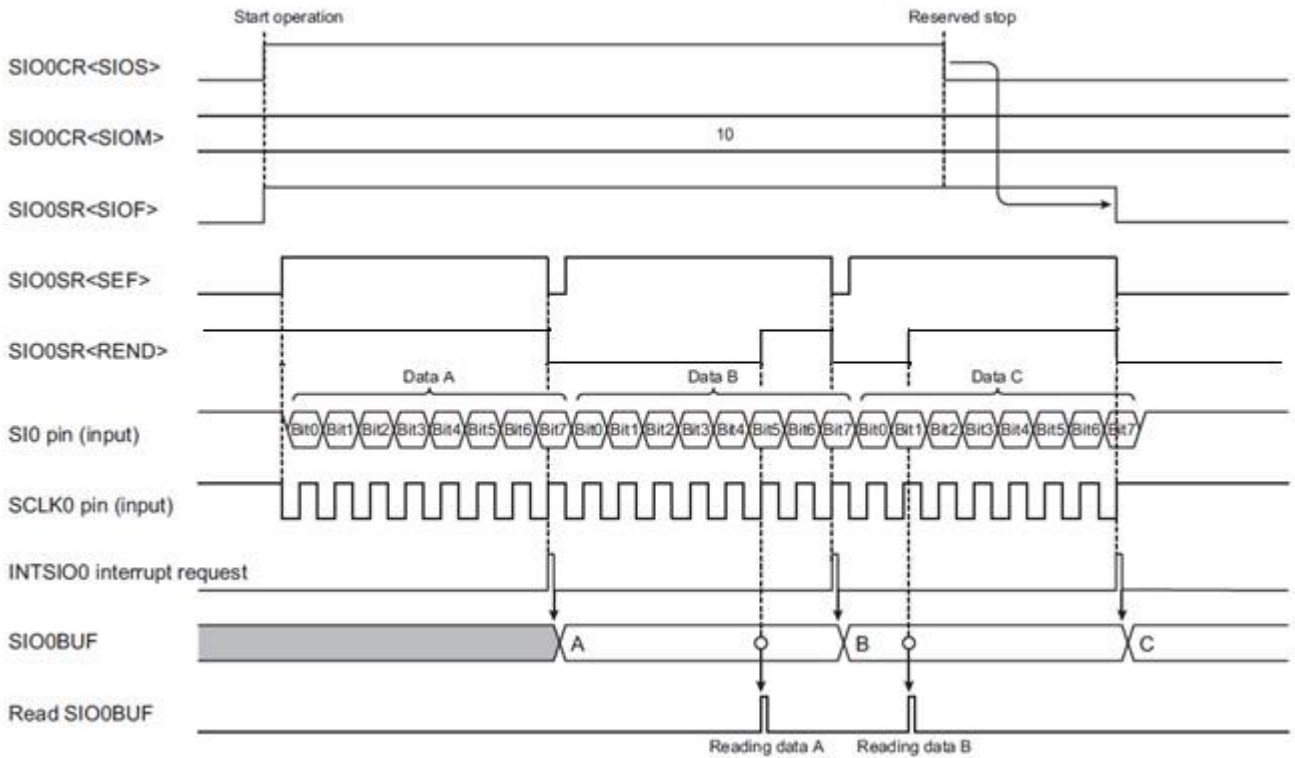 Start operation
Reserved stop
SIO0CR<SIOS>
SIO0CR<SIOM>
10
SIO0SR<SIOF>
SIO0SR<SEF>
SIO0SR<REND>
Data A
Data B
Data C
SI0 pin (input)
Bit0 Bit1 Bit2 Bit3 Bit4 Bit5 Bit6 Bit7 Bit0 Bit1 Bit2 Bit3 Bit4 Bit5 Bit6 Bit7 Bit0 Bit1 Bit2 Bit3 Bit4 Bit5 Bit6 Bit7
SCLK0 pin (input)
INTSIO0 interrupt request
SIO0BUF
A
B
C
Read SIO0BUF
Reading data A
Reading data B